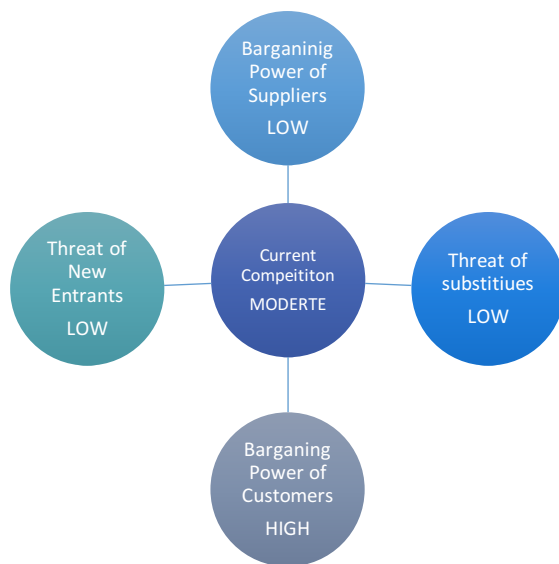 Barganinig
Power of
Suppliers
LOW
Threat of
New
Entrants
LOW
Current
Compeititon
MODERTE
Threat of
substitiues
LOW
Barganing
Power of
Customers
HIGH